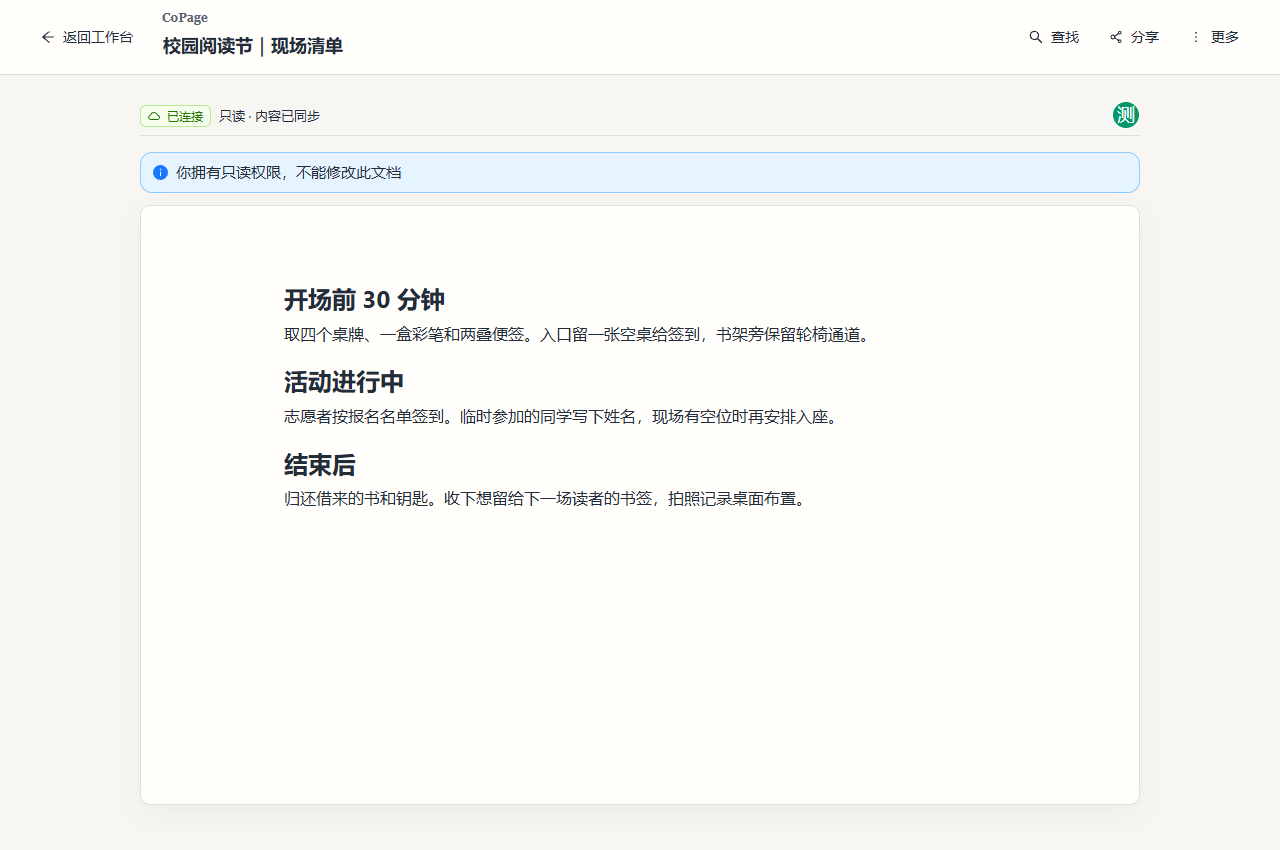 返回工作台
CoPage
校园阅读节｜现场清单
查找
分享
更多
已连接
只读 · 内容已同步
测
你拥有只读权限，不能修改此文档
开场前 30 分钟
取四个桌牌、一盒彩笔和两叠便签。入口留一张空桌给签到，书架旁保留轮椅通道。
活动进行中
志愿者按报名名单签到。临时参加的同学写下姓名，现场有空位时再安排入座。
结束后
归还借来的书和钥匙。收下想留给下一场读者的书签，拍照记录桌面布置。